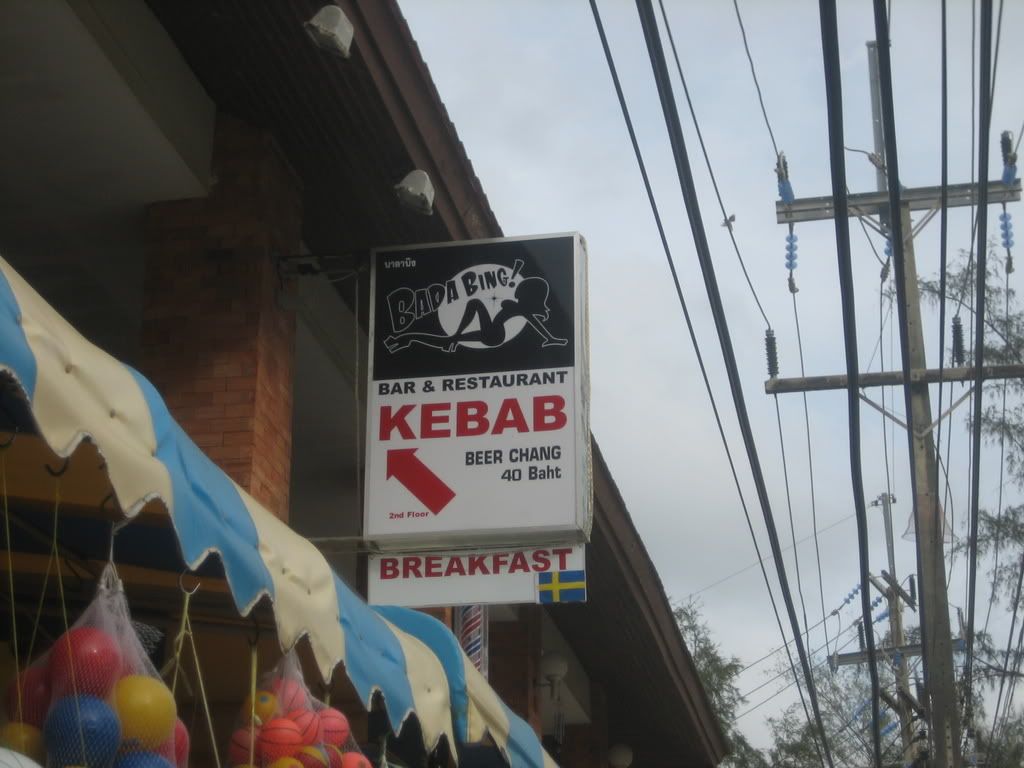 บาดาบิง
BADA BING!
BAR & RESTAURANT
KEBAB
BEER CHANG
40 Baht
2nd Floor
BREAKFAST